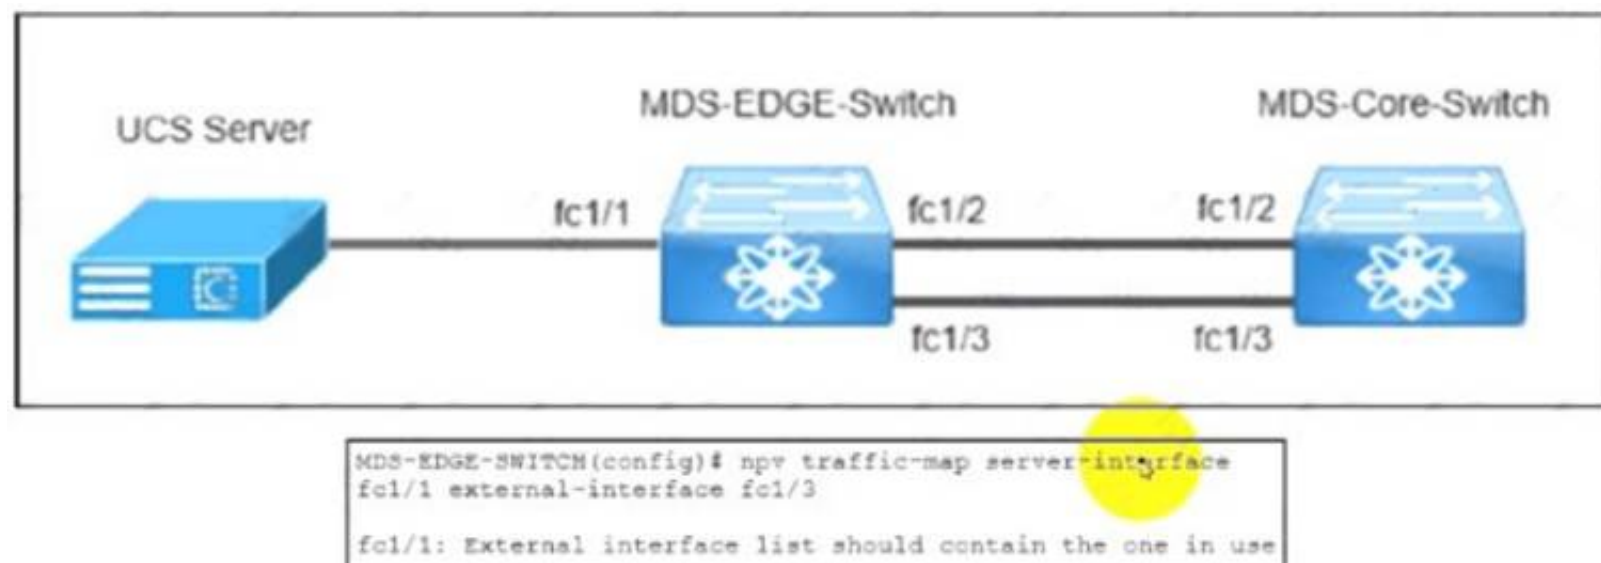 MDS-EDGE-Switch
MDS-Core-Switch
UCS Server
fc1/1
fc1/2
fc1/2
fc1/3
fc1/3
MDS-EDGE-SWITCH(config)# npv traffic-map server-interface
fc1/1 external-interface fc1/3
fc1/1: External interface list should contain the one in use